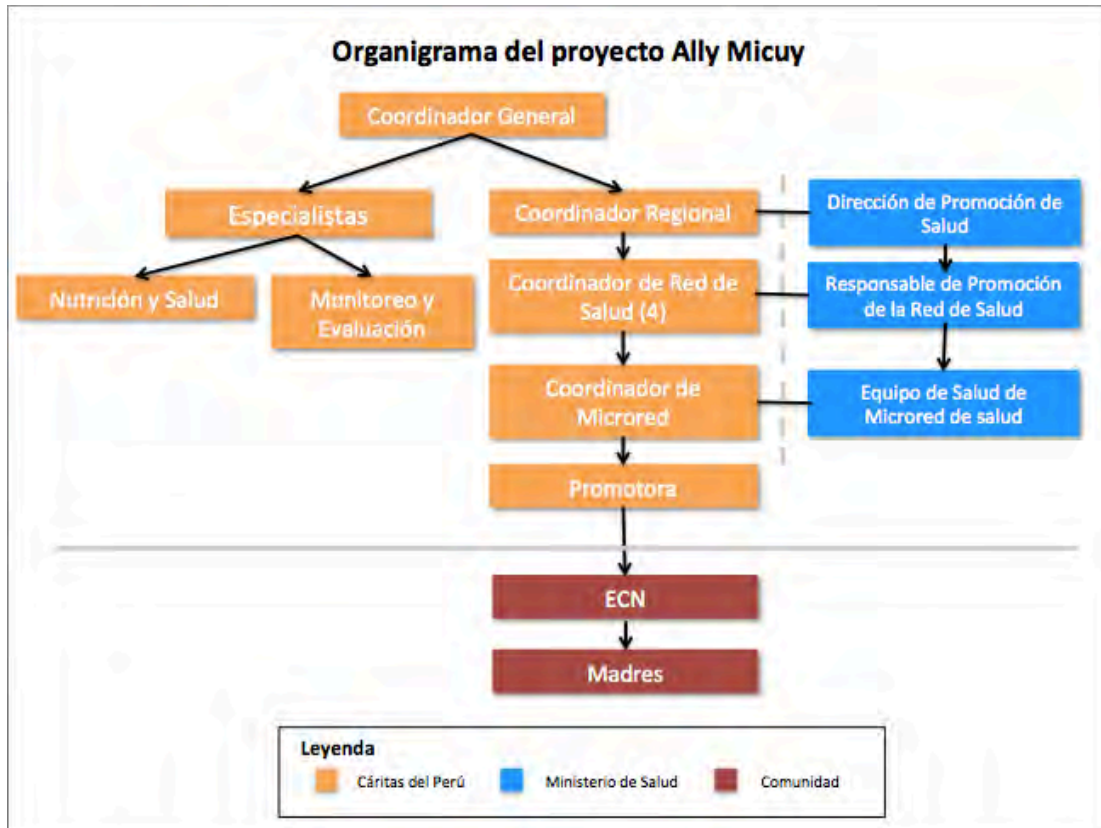 Organigrama del proyecto Ally Micuy
Coordinador General
Especialistas
Coordinador Regional
Dirección de Promoción de
Salud
Nutrición y Salud
Monitoreo y
Evaluación
Coordinador de Red de
Salud (4)
Responsable de Promoción
de la Red de Salud
Coordinador de
Microred
Equipo de Salud de
Microred de salud
Promotora
ECN
Madres
Leyenda
Cáritas del Perú
Ministerio de Salud
Comunidad